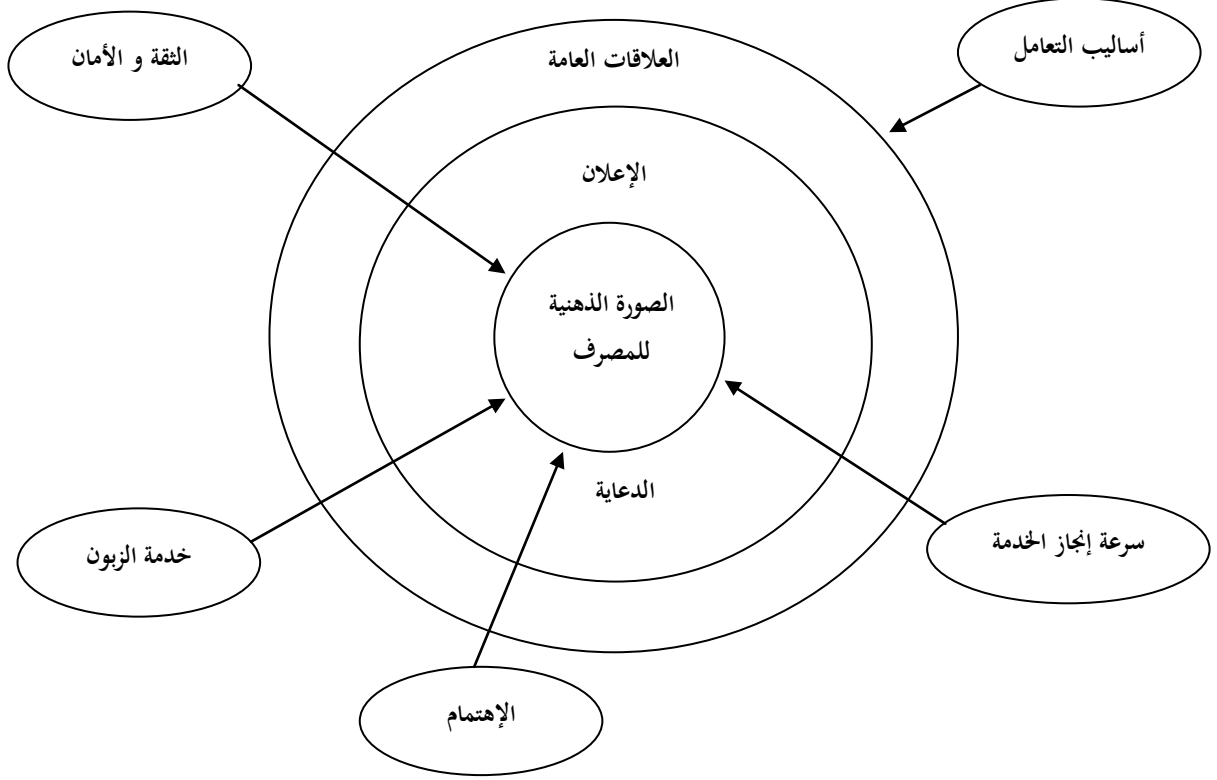 أساليب التعامل
العلاقات العامة
الثقة و الأمان
الإعلان
الصورة الذهنية
للمصرف
الدعاية
سرعة إنجاز الخدمة
خدمة الزبون
الإهتمام